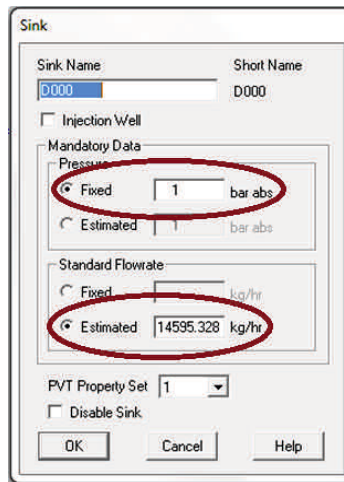 Sink
Sink Name Short Name
D000 D000
Injection Well
Mandatory Data
Pressure
Fixed 1 bar abs
Estimated 1 bar abs
Standard Flowrate
Fixed kg/hr
Estimated 14595.328 kg/hr
PVT Property Set 1
Disable Sink
OK Cancel Help